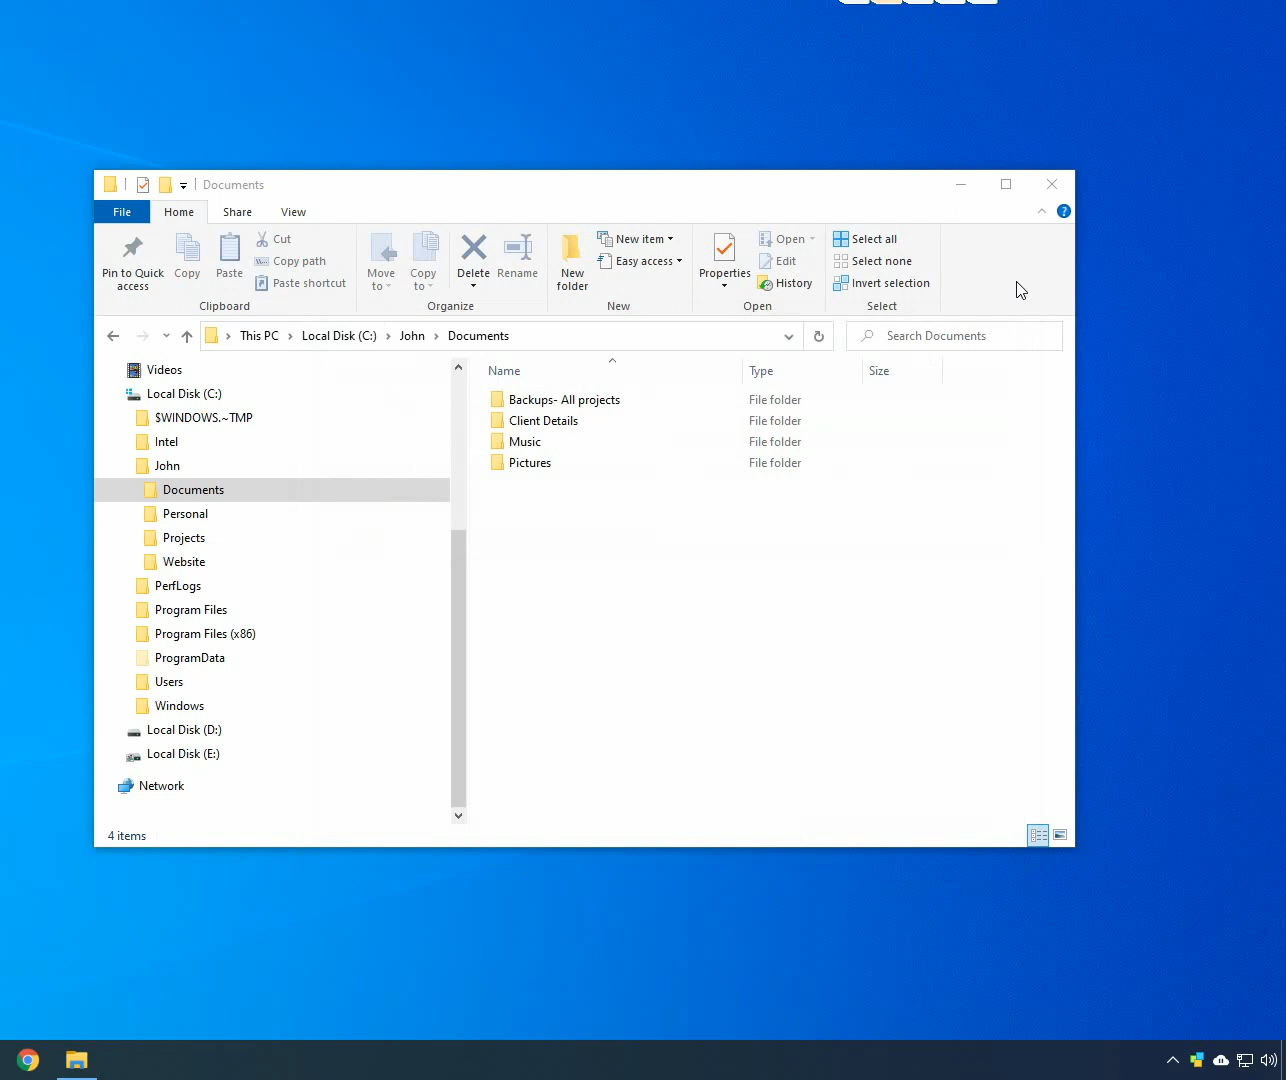 Documents
File Home Share View
Pin to Quick access
Copy
Paste
Cut
Copy path
Paste shortcut
Clipboard
Move to
Copy to
Delete
Rename
Organize
New folder
New item
Easy access
New
Properties
Open
Edit
History
Open
Select all
Select none
Invert selection
Select
This PC Local Disk (C:) John Documents
Search Documents
Videos
Local Disk (C:)
$WINDOWS.~TMP
Intel
John
Documents
Personal
Projects
Website
PerfLogs
Program Files
Program Files (x86)
ProgramData
Users
Windows
Local Disk (D:)
Local Disk (E:)
Network
Name Type Size
Backups- All projects File folder
Client Details File folder
Music File folder
Pictures File folder
4 items